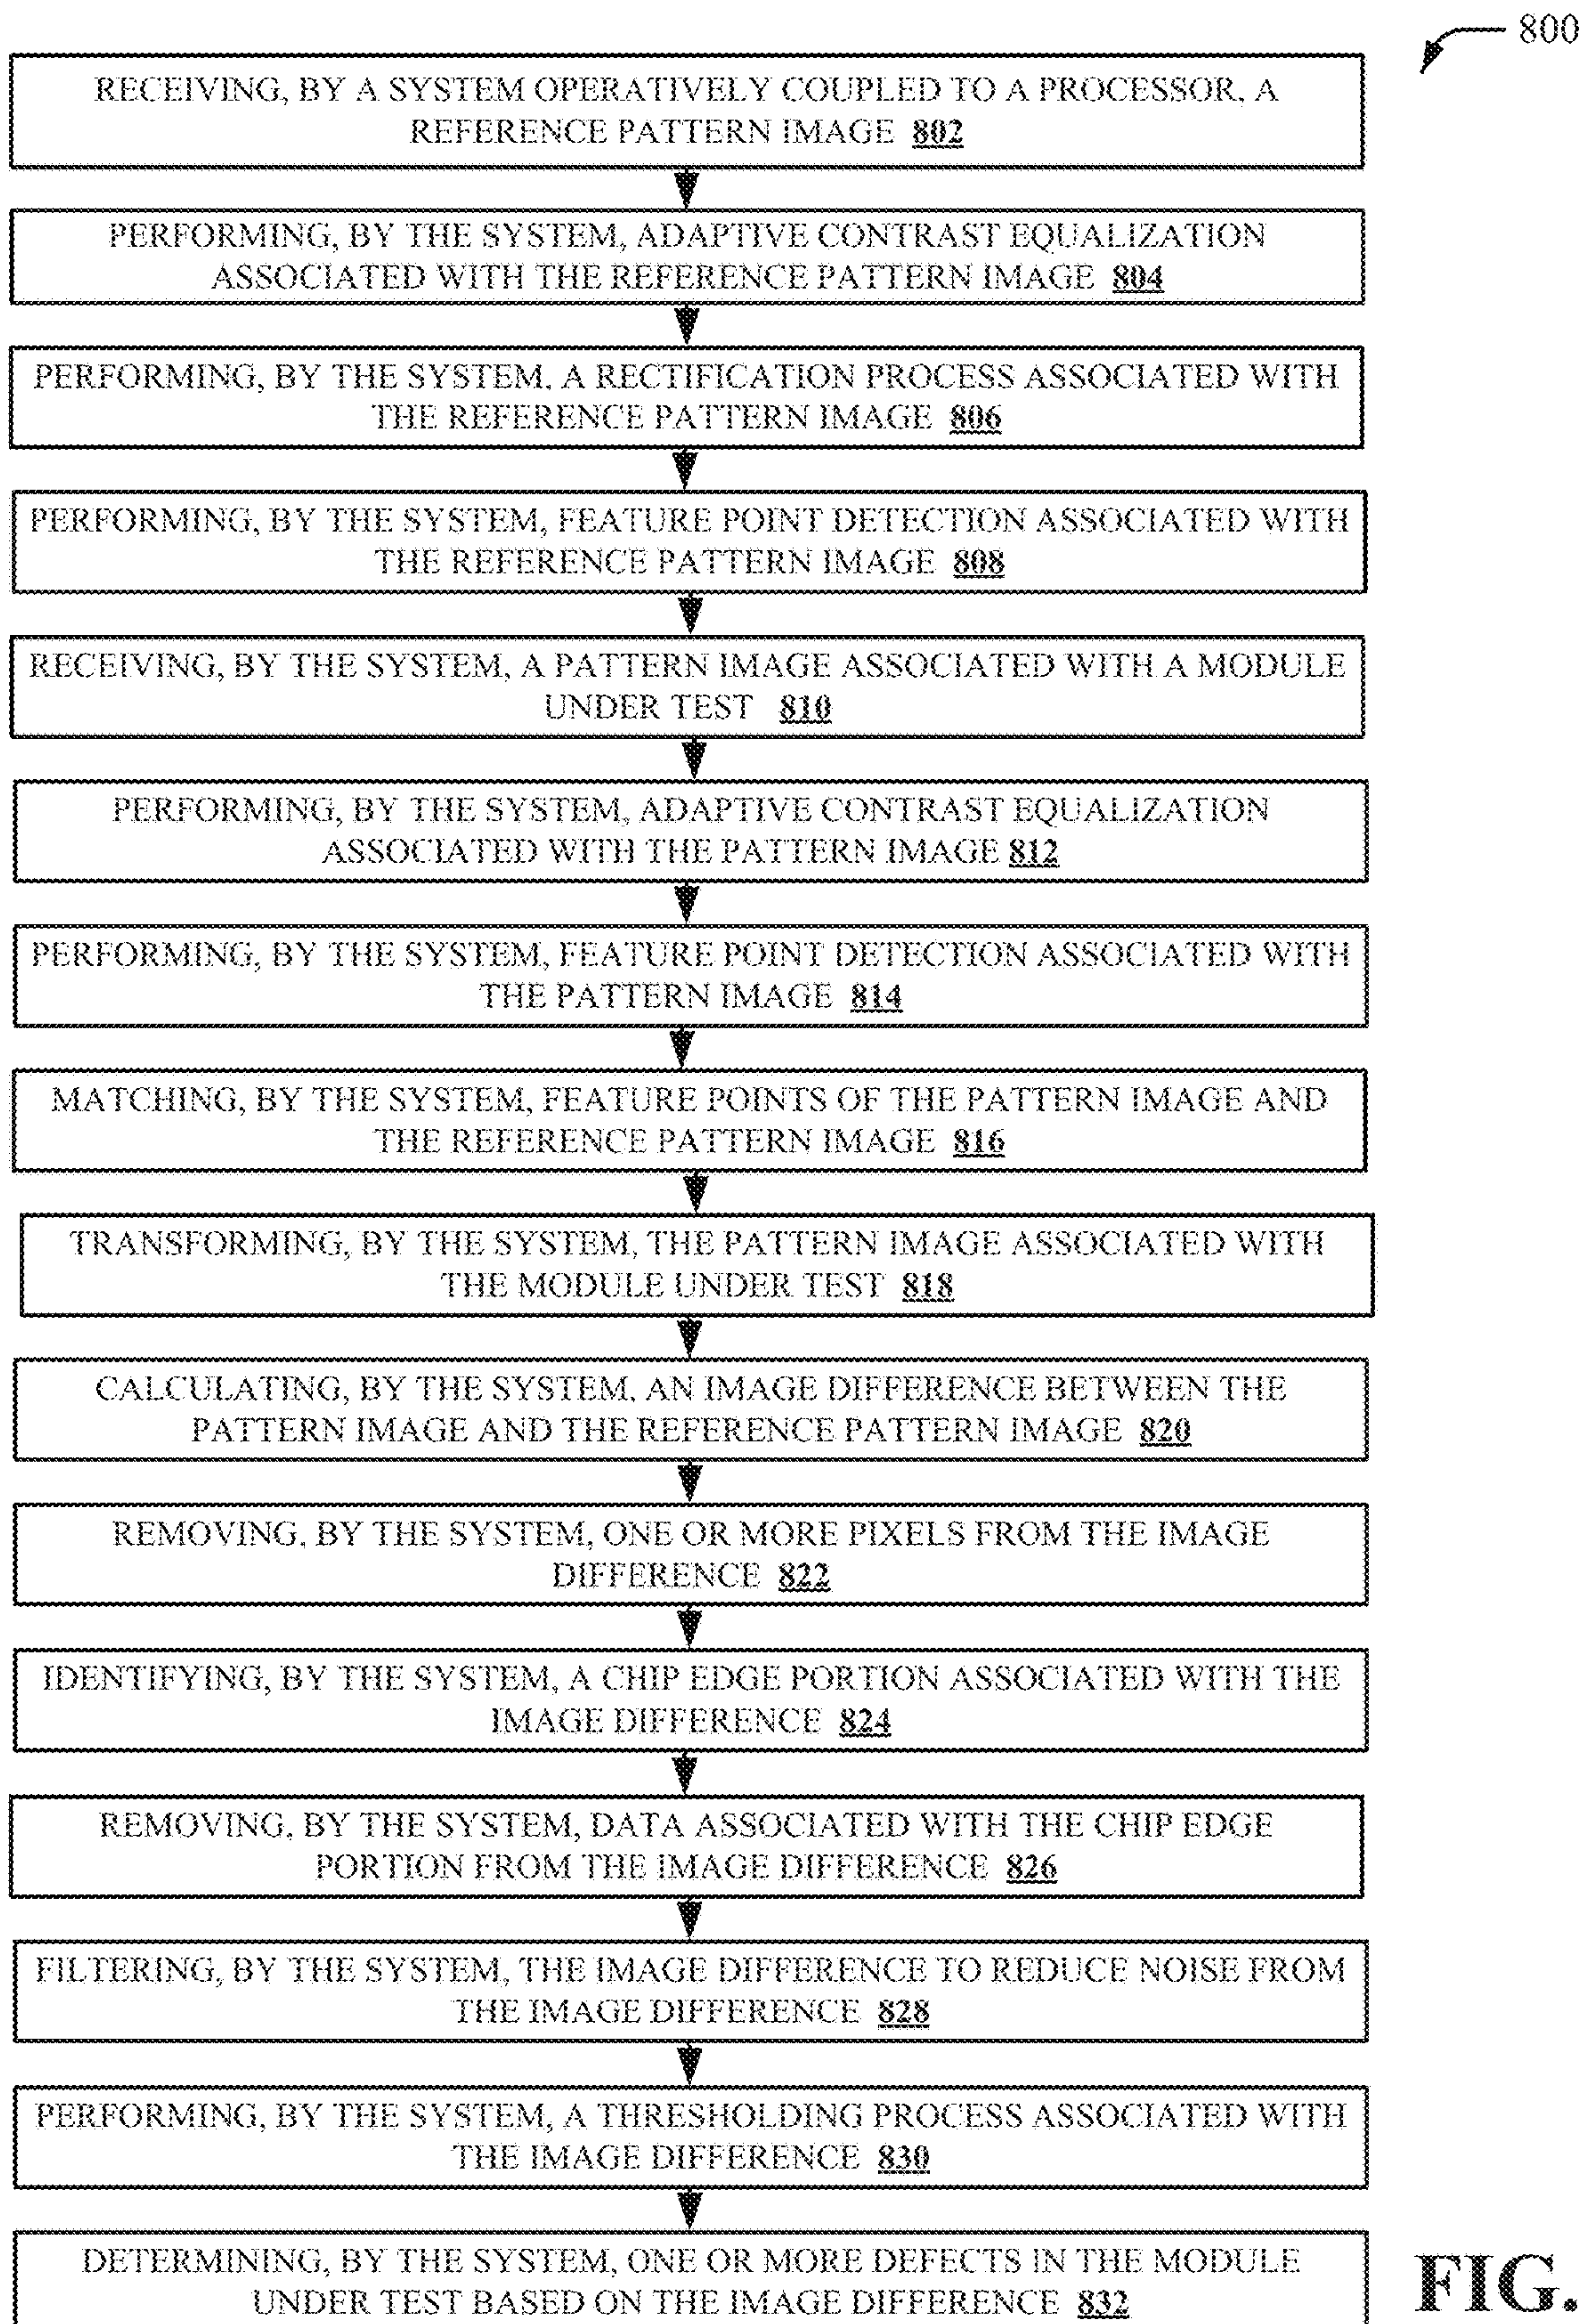 800
RECEIVING, BY A SYSTEM OPERATIVELY COUPLED TO A PROCESSOR, A
REFERENCE PATTERN IMAGE 802
PERFORMING, BY THE SYSTEM, ADAPTIVE CONTRAST EQUALIZATION
ASSOCIATED WITH THE REFERENCE PATTERN IMAGE 804
PERFORMING, BY THE SYSTEM, A RECTIFICATION PROCESS ASSOCIATED WITH
THE REFERENCE PATTERN IMAGE 806
PERFORMING, BY THE SYSTEM, FEATURE POINT DETECTION ASSOCIATED WITH
THE REFERENCE PATTERN IMAGE 808
RECEIVING, BY THE SYSTEM, A PATTERN IMAGE ASSOCIATED WITH A MODULE
UNDER TEST 810
PERFORMING, BY THE SYSTEM, ADAPTIVE CONTRAST EQUALIZATION
ASSOCIATED WITH THE PATTERN IMAGE 812
PERFORMING, BY THE SYSTEM, FEATURE POINT DETECTION ASSOCIATED WITH
THE PATTERN IMAGE 814
MATCHING, BY THE SYSTEM, FEATURE POINTS OF THE PATTERN IMAGE AND
THE REFERENCE PATTERN IMAGE 816
TRANSFORMING, BY THE SYSTEM, THE PATTERN IMAGE ASSOCIATED WITH
THE MODULE UNDER TEST 818
CALCULATING, BY THE SYSTEM, AN IMAGE DIFFERENCE BETWEEN THE
PATTERN IMAGE AND THE REFERENCE PATTERN IMAGE 820
REMOVING, BY THE SYSTEM, ONE OR MORE PIXELS FROM THE IMAGE
DIFFERENCE 822
IDENTIFYING, BY THE SYSTEM, A CHIP EDGE PORTION ASSOCIATED WITH THE
IMAGE DIFFERENCE 824
REMOVING, BY THE SYSTEM, DATA ASSOCIATED WITH THE CHIP EDGE
PORTION FROM THE IMAGE DIFFERENCE 826
FILTERING, BY THE SYSTEM, THE IMAGE DIFFERENCE TO REDUCE NOISE FROM
THE IMAGE DIFFERENCE 828
PERFORMING, BY THE SYSTEM, A THRESHOLDING PROCESS ASSOCIATED WITH
THE IMAGE DIFFERENCE 830
DETERMINING, BY THE SYSTEM, ONE OR MORE DEFECTS IN THE MODULE
UNDER TEST BASED ON THE IMAGE DIFFERENCE 832
FIG.